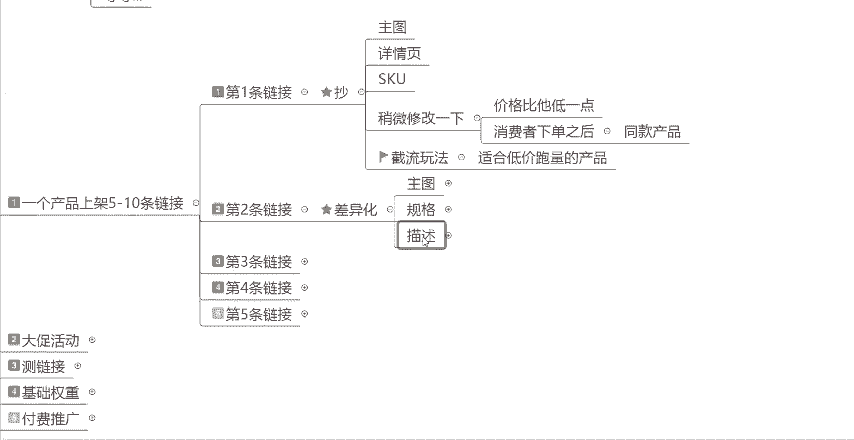 主图
详情页
SKU
1 第1条链接 抄
稍微修改一下
价格比他低一点
消费者下单之后 同款产品
截流玩法 适合低价跑量的产品
1 一个产品上架5-10条链接
2 第2条链接 差异化
主图
规格
描述
3 第3条链接
4 第4条链接
第5条链接
2 大促活动
3 测链接
4 基础权重
付费推广